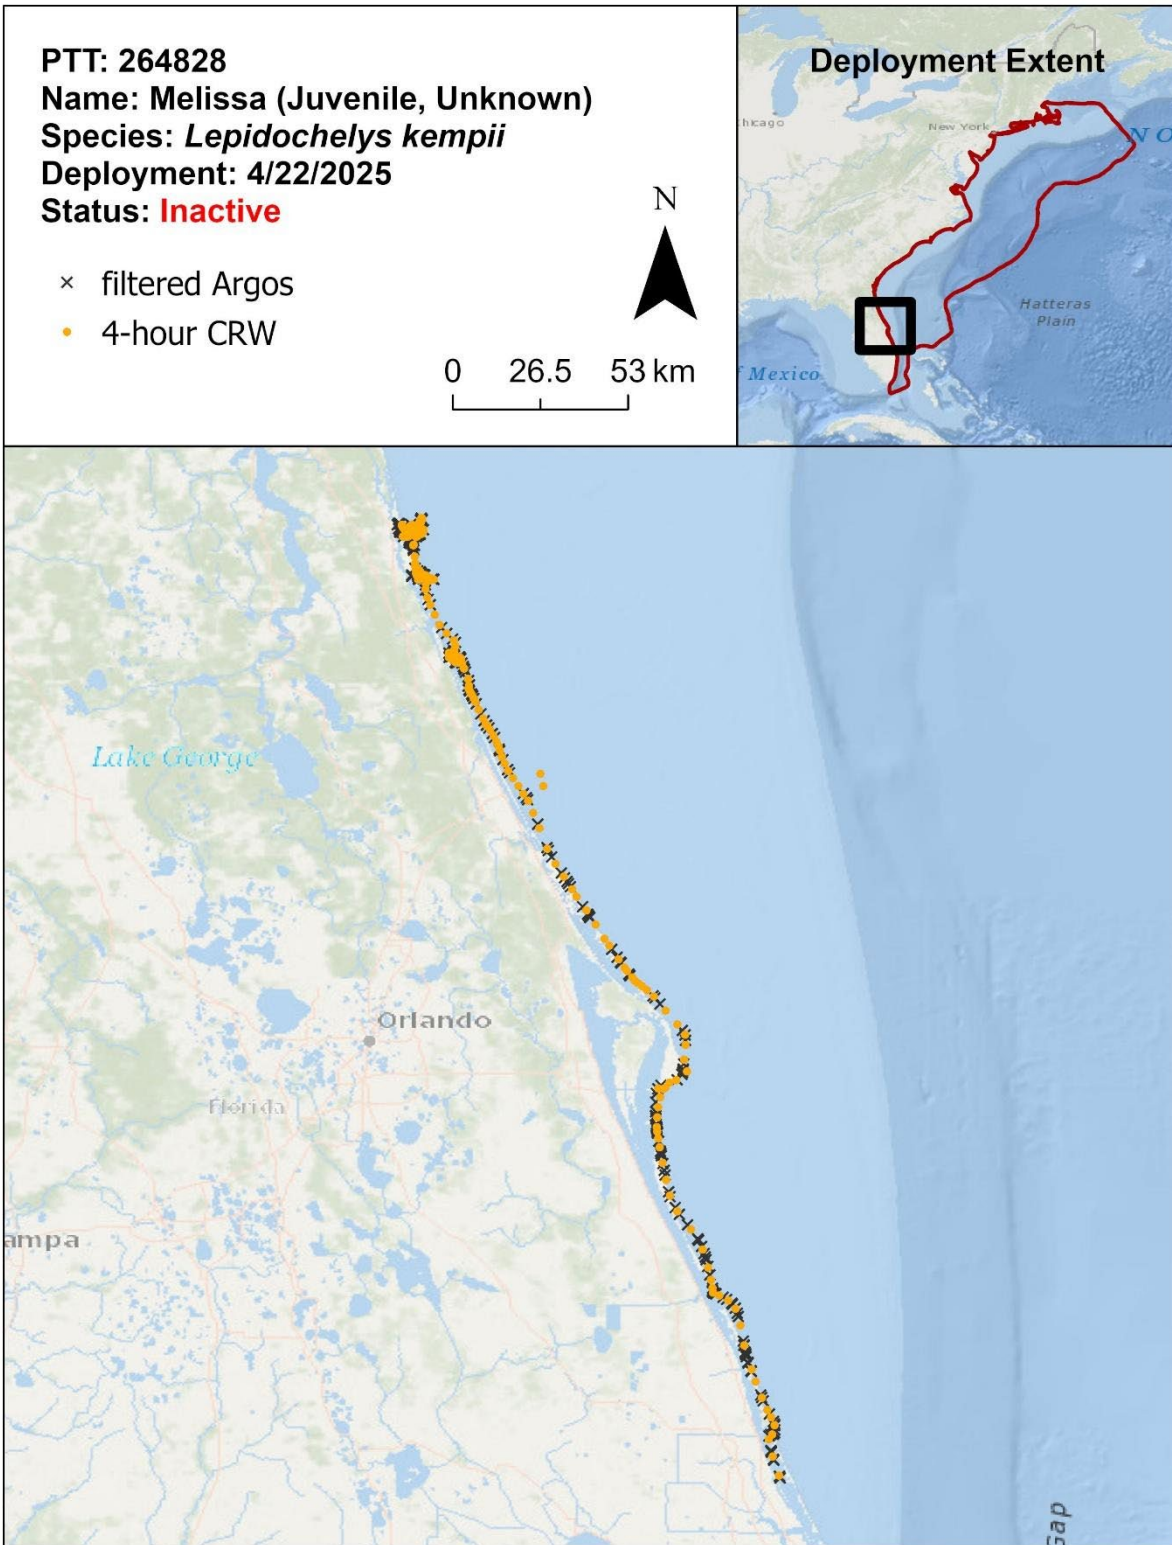 PTT: 264828
Name: Melissa (Juvenile, Unknown)
Species: Lepidochelys kempii
Deployment: 4/22/2025
Status: Inactive
N
× filtered Argos
• 4-hour CRW
0 26.5 53 km
Deployment Extent
hicago
New York
N O
Hatteras
Plain
f Mexico
Lake George
Orlando
Florida
ampa
Gap